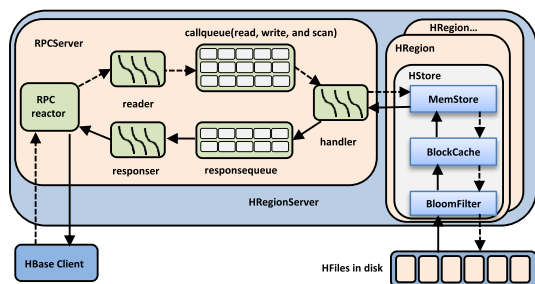 callqueue(read, write, and scan)
HRegion...
RPCServer
HRegion
HStore
RPC
reactor
reader
MemStore
handler
BlockCache
responser
responsequeue
HRegionServer
BloomFilter
HBase Client
HFiles in disk